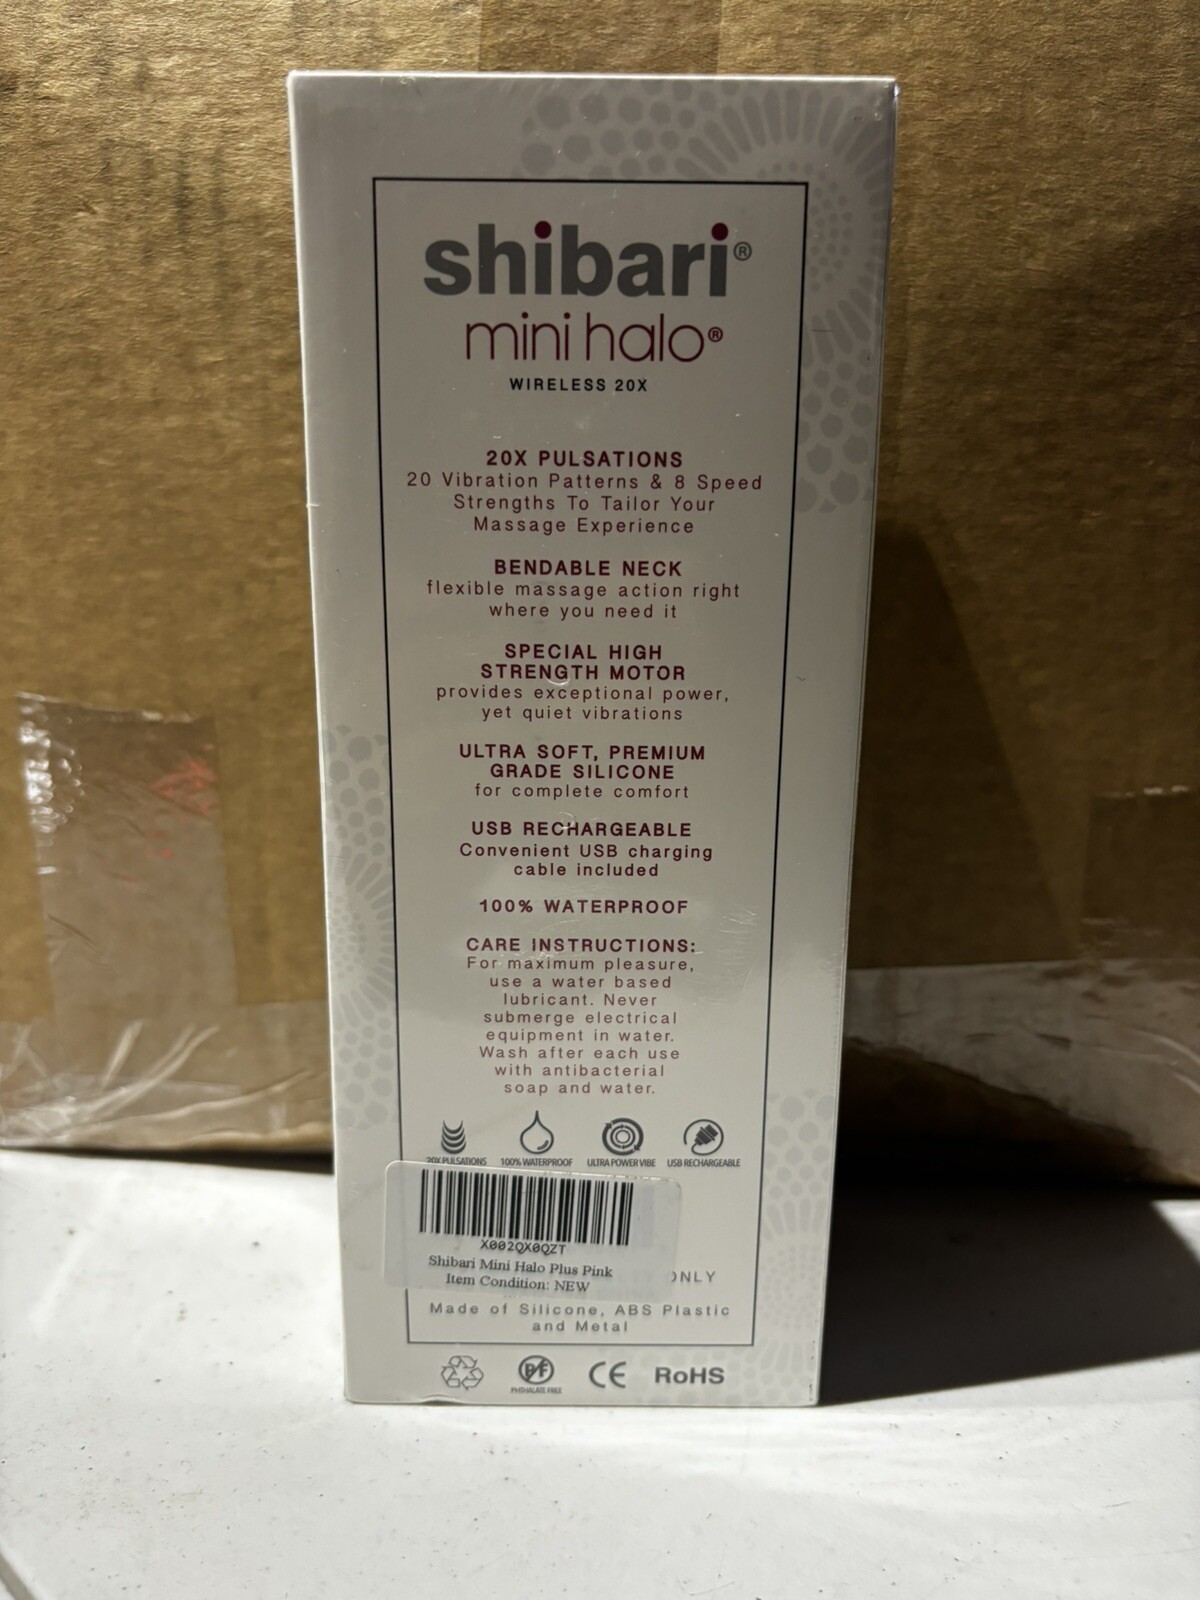 shibari®
mini halo®
WIRELESS 20X
20X PULSATIONS
20 Vibration Patterns & 8 Speed
Strengths To Tailor Your
Massage Experience
BENDABLE NECK
flexible massage action right
where you need it
SPECIAL HIGH
STRENGTH MOTOR
provides exceptional power,
yet quiet vibrations
ULTRA SOFT, PREMIUM
GRADE SILICONE
for complete comfort
USB RECHARGEABLE
Convenient USB charging
cable included
100% WATERPROOF
CARE INSTRUCTIONS:
For maximum pleasure,
use a water based
lubricant. Never
submerge electrical
equipment in water.
Wash after each use
with antibacterial
soap and water.
20X PULSATIONS 100% WATERPROOF ULTRA POWER VIBE USB RECHARGEABLE
X002QX0QZT
Shibari Mini Halo Plus Pink
Item Condition: NEW
ONLY
Made of Silicone, ABS Plastic
and Metal
P/F CE RoHS
PHTHALATE FREE